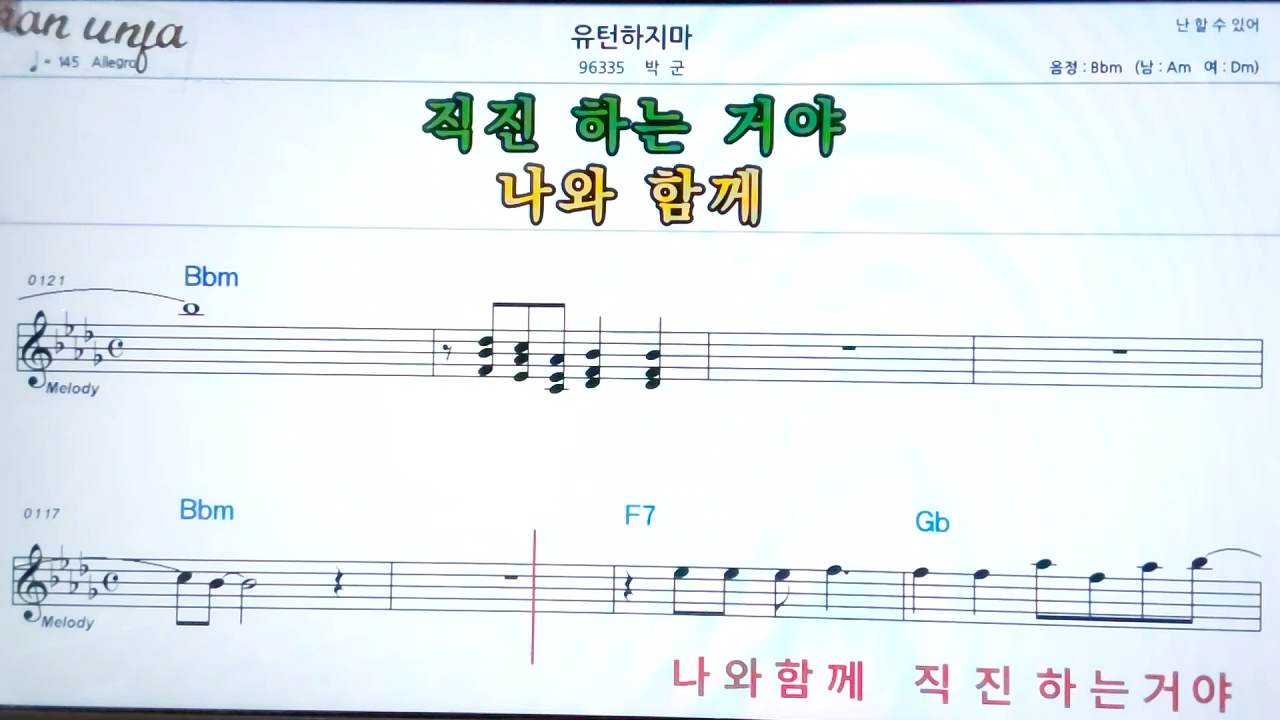 유턴하지마
난 할 수 있어
♩= 145 Allegro
96335 박 군
음정 : Bbm (남 : Am 여 : Dm)
직진 하는 거야
나와 함께
0121
Bbm
Melody
0117
Bbm F7 Gb
Melody
나 와 함 께 직 진 하 는 거 야